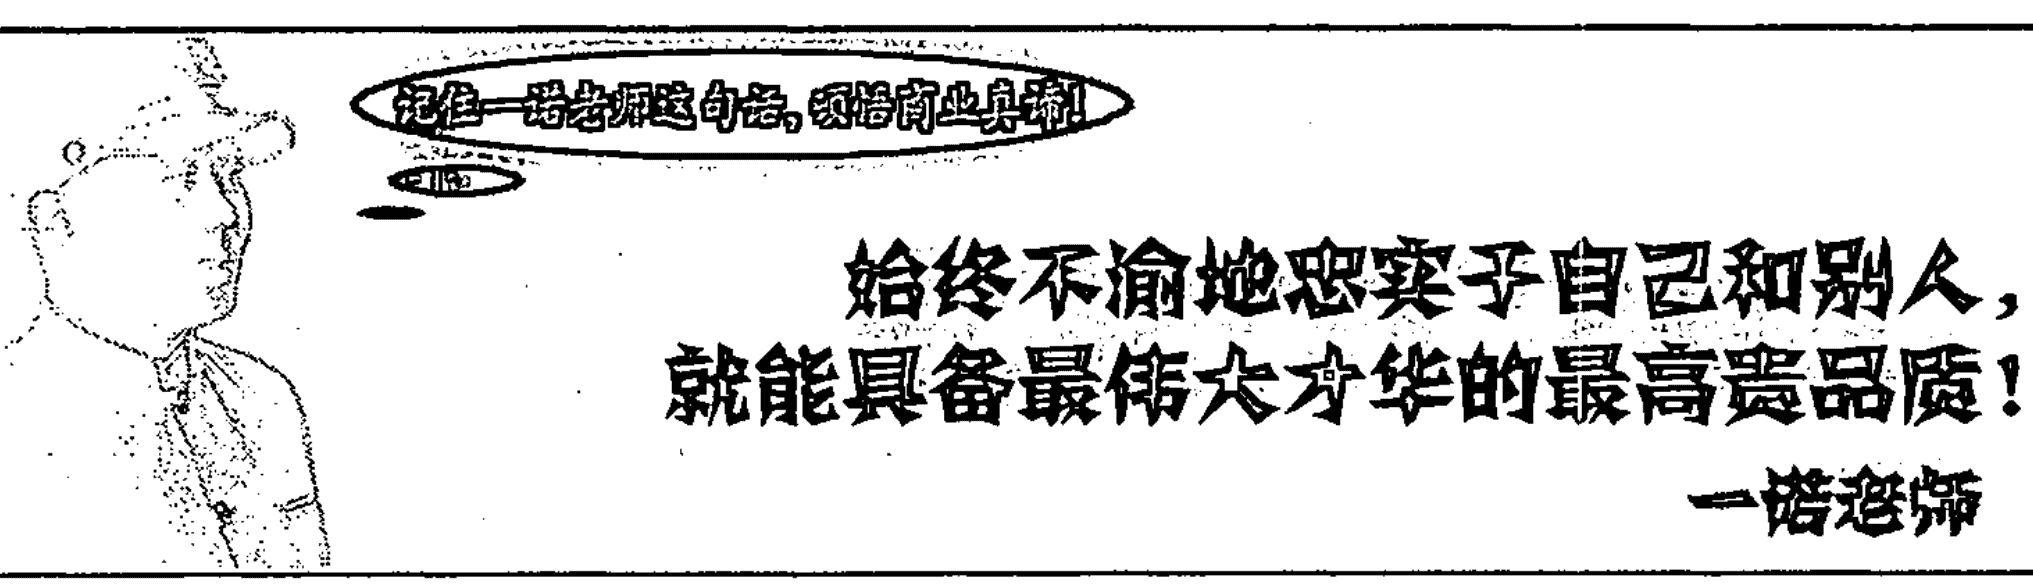 记住一诺老师这句话，领悟商业真谛！
始终不渝地忠实于自己和别人，
就能具备最伟大才华的最高贵品质！
一诺老师